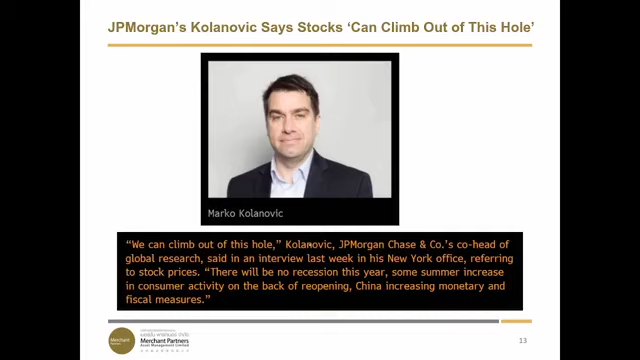 JPMorgan's Kolanovic Says Stocks 'Can Climb Out of This Hole'
Marko Kolanovic
"We can climb out of this hole," Kolanovic, JPMorgan Chase & Co.'s co-head of
global research, said in an interview last week in his New York office, referring
to stock prices. "There will be no recession this year, some summer increase
in consumer activity on the back of reopening, China increasing monetary and
fiscal measures."
Merchant
Partners
Merchant Partners
Asset Management Limited
13